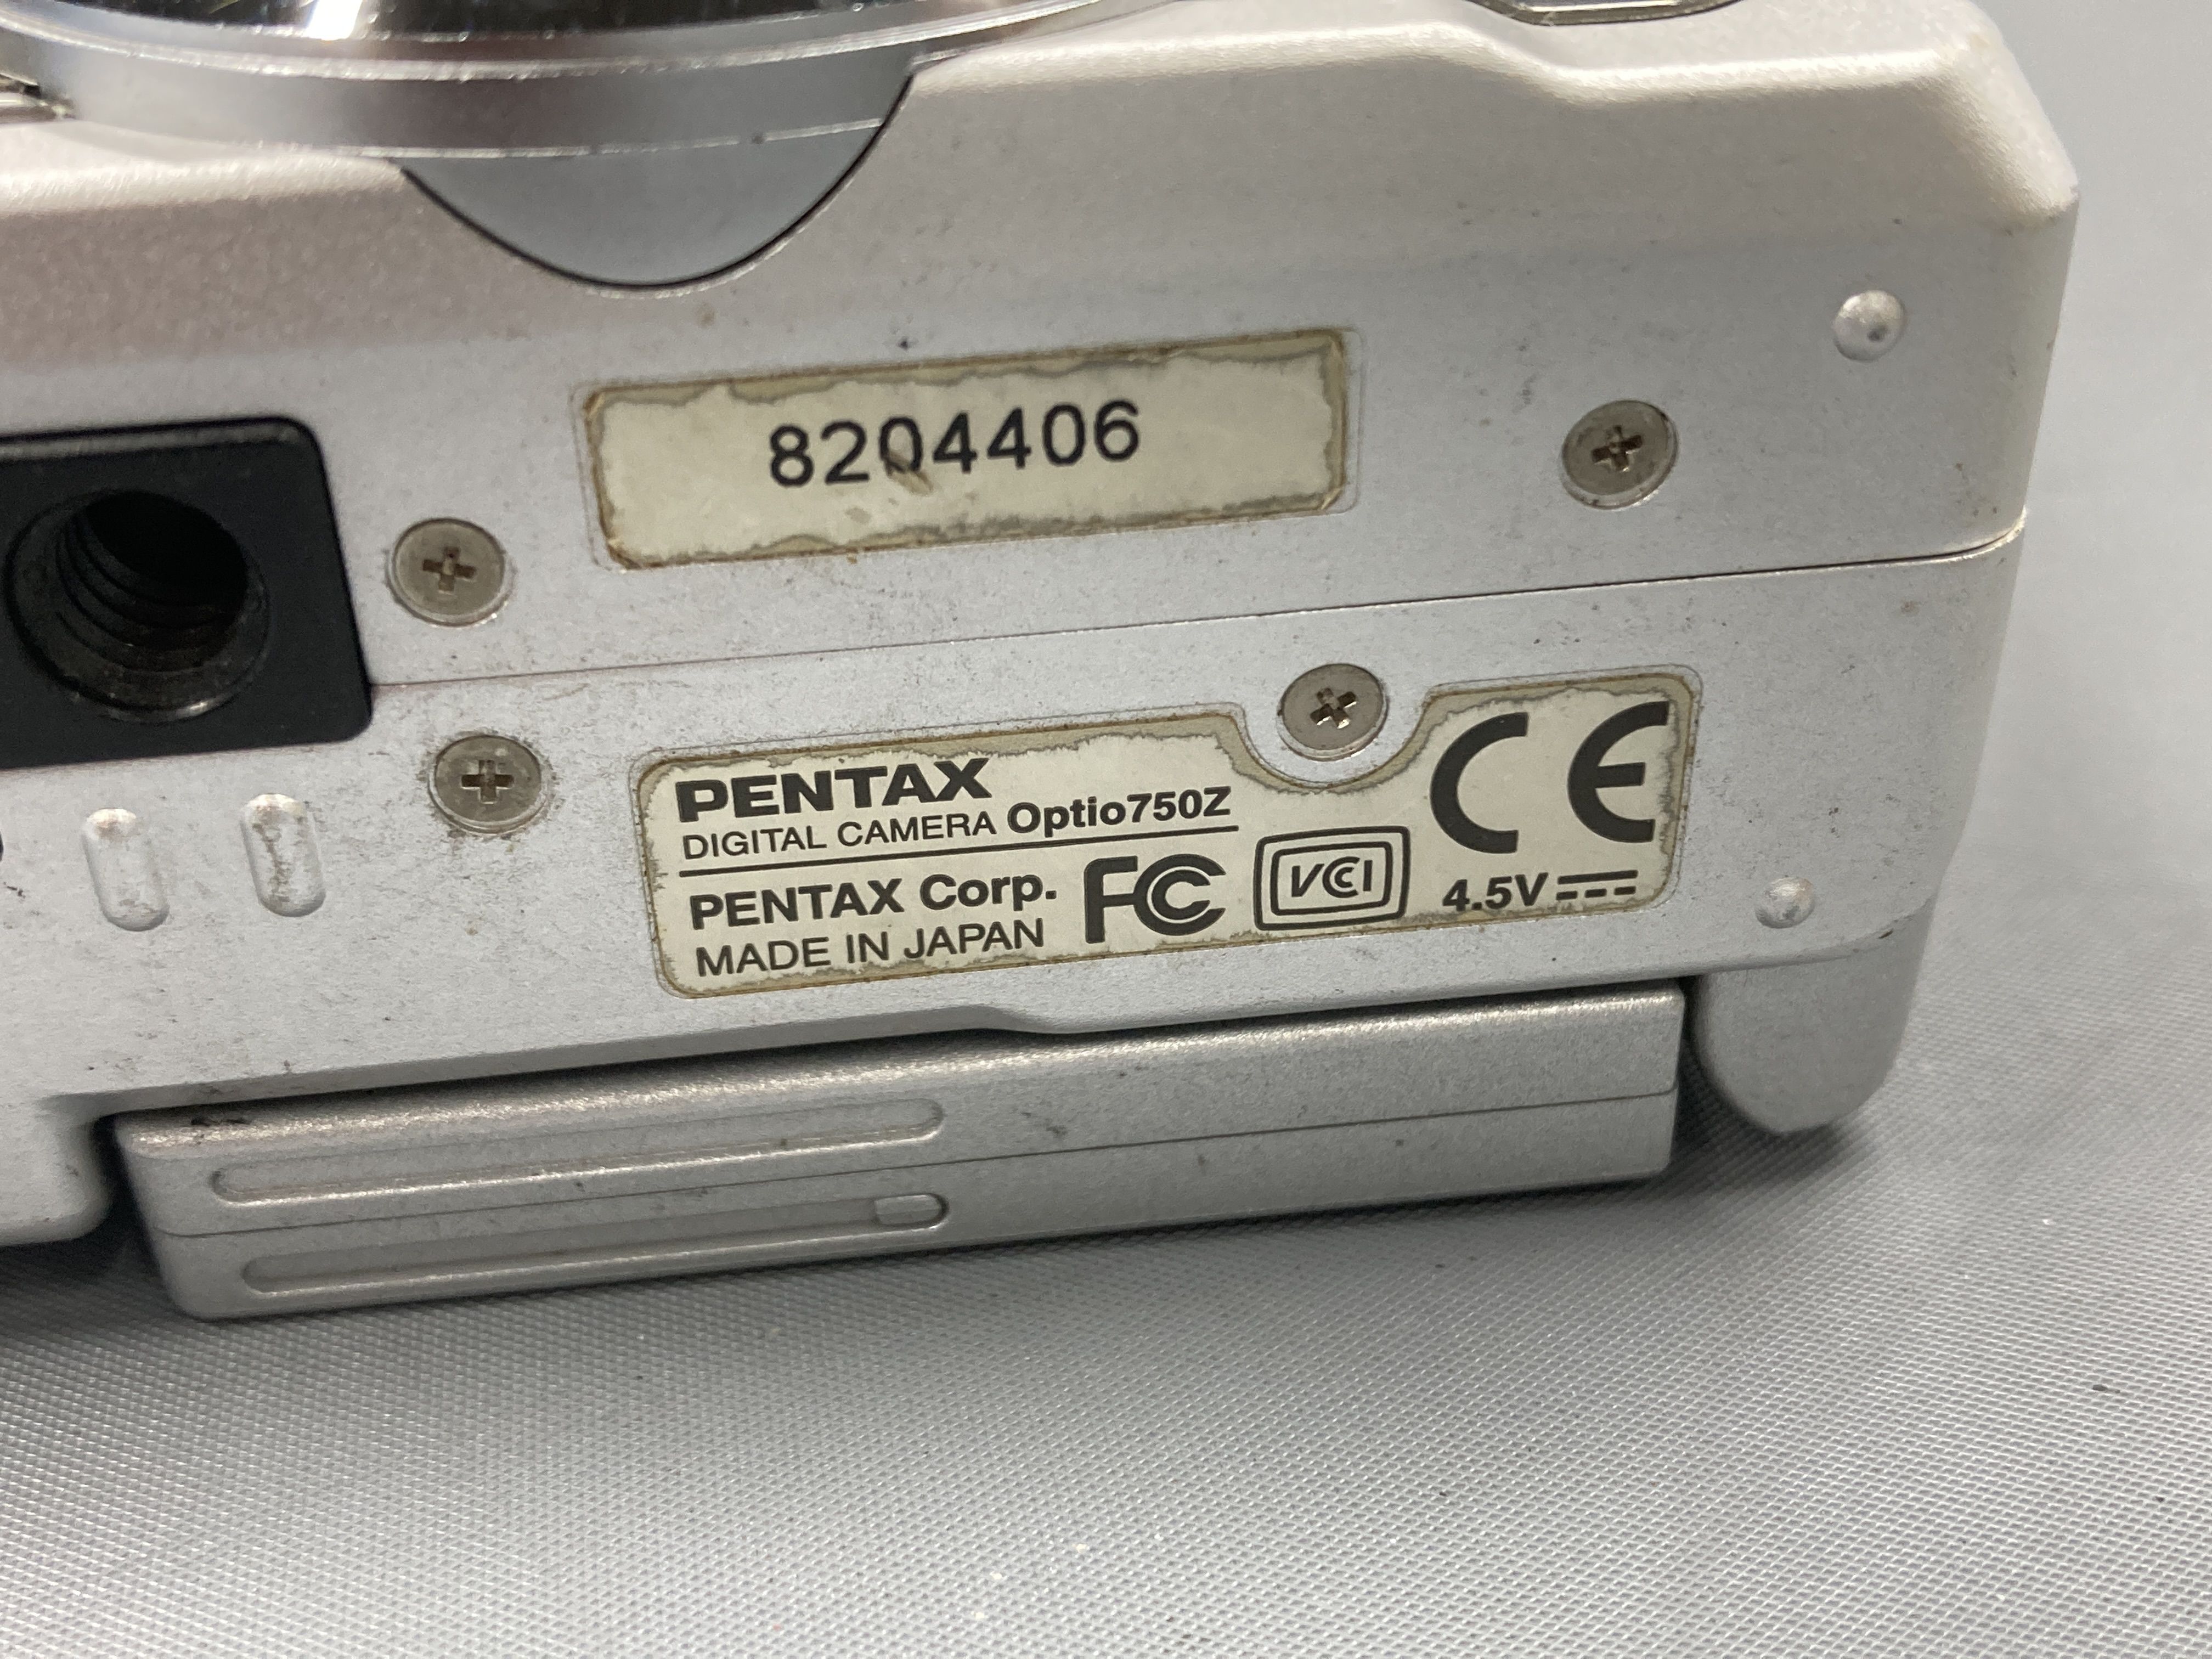 8204406
PENTAX
DIGITAL CAMERA Optio750Z
PENTAX Corp.
MADE IN JAPAN
FC
VCI
CE
4.5V